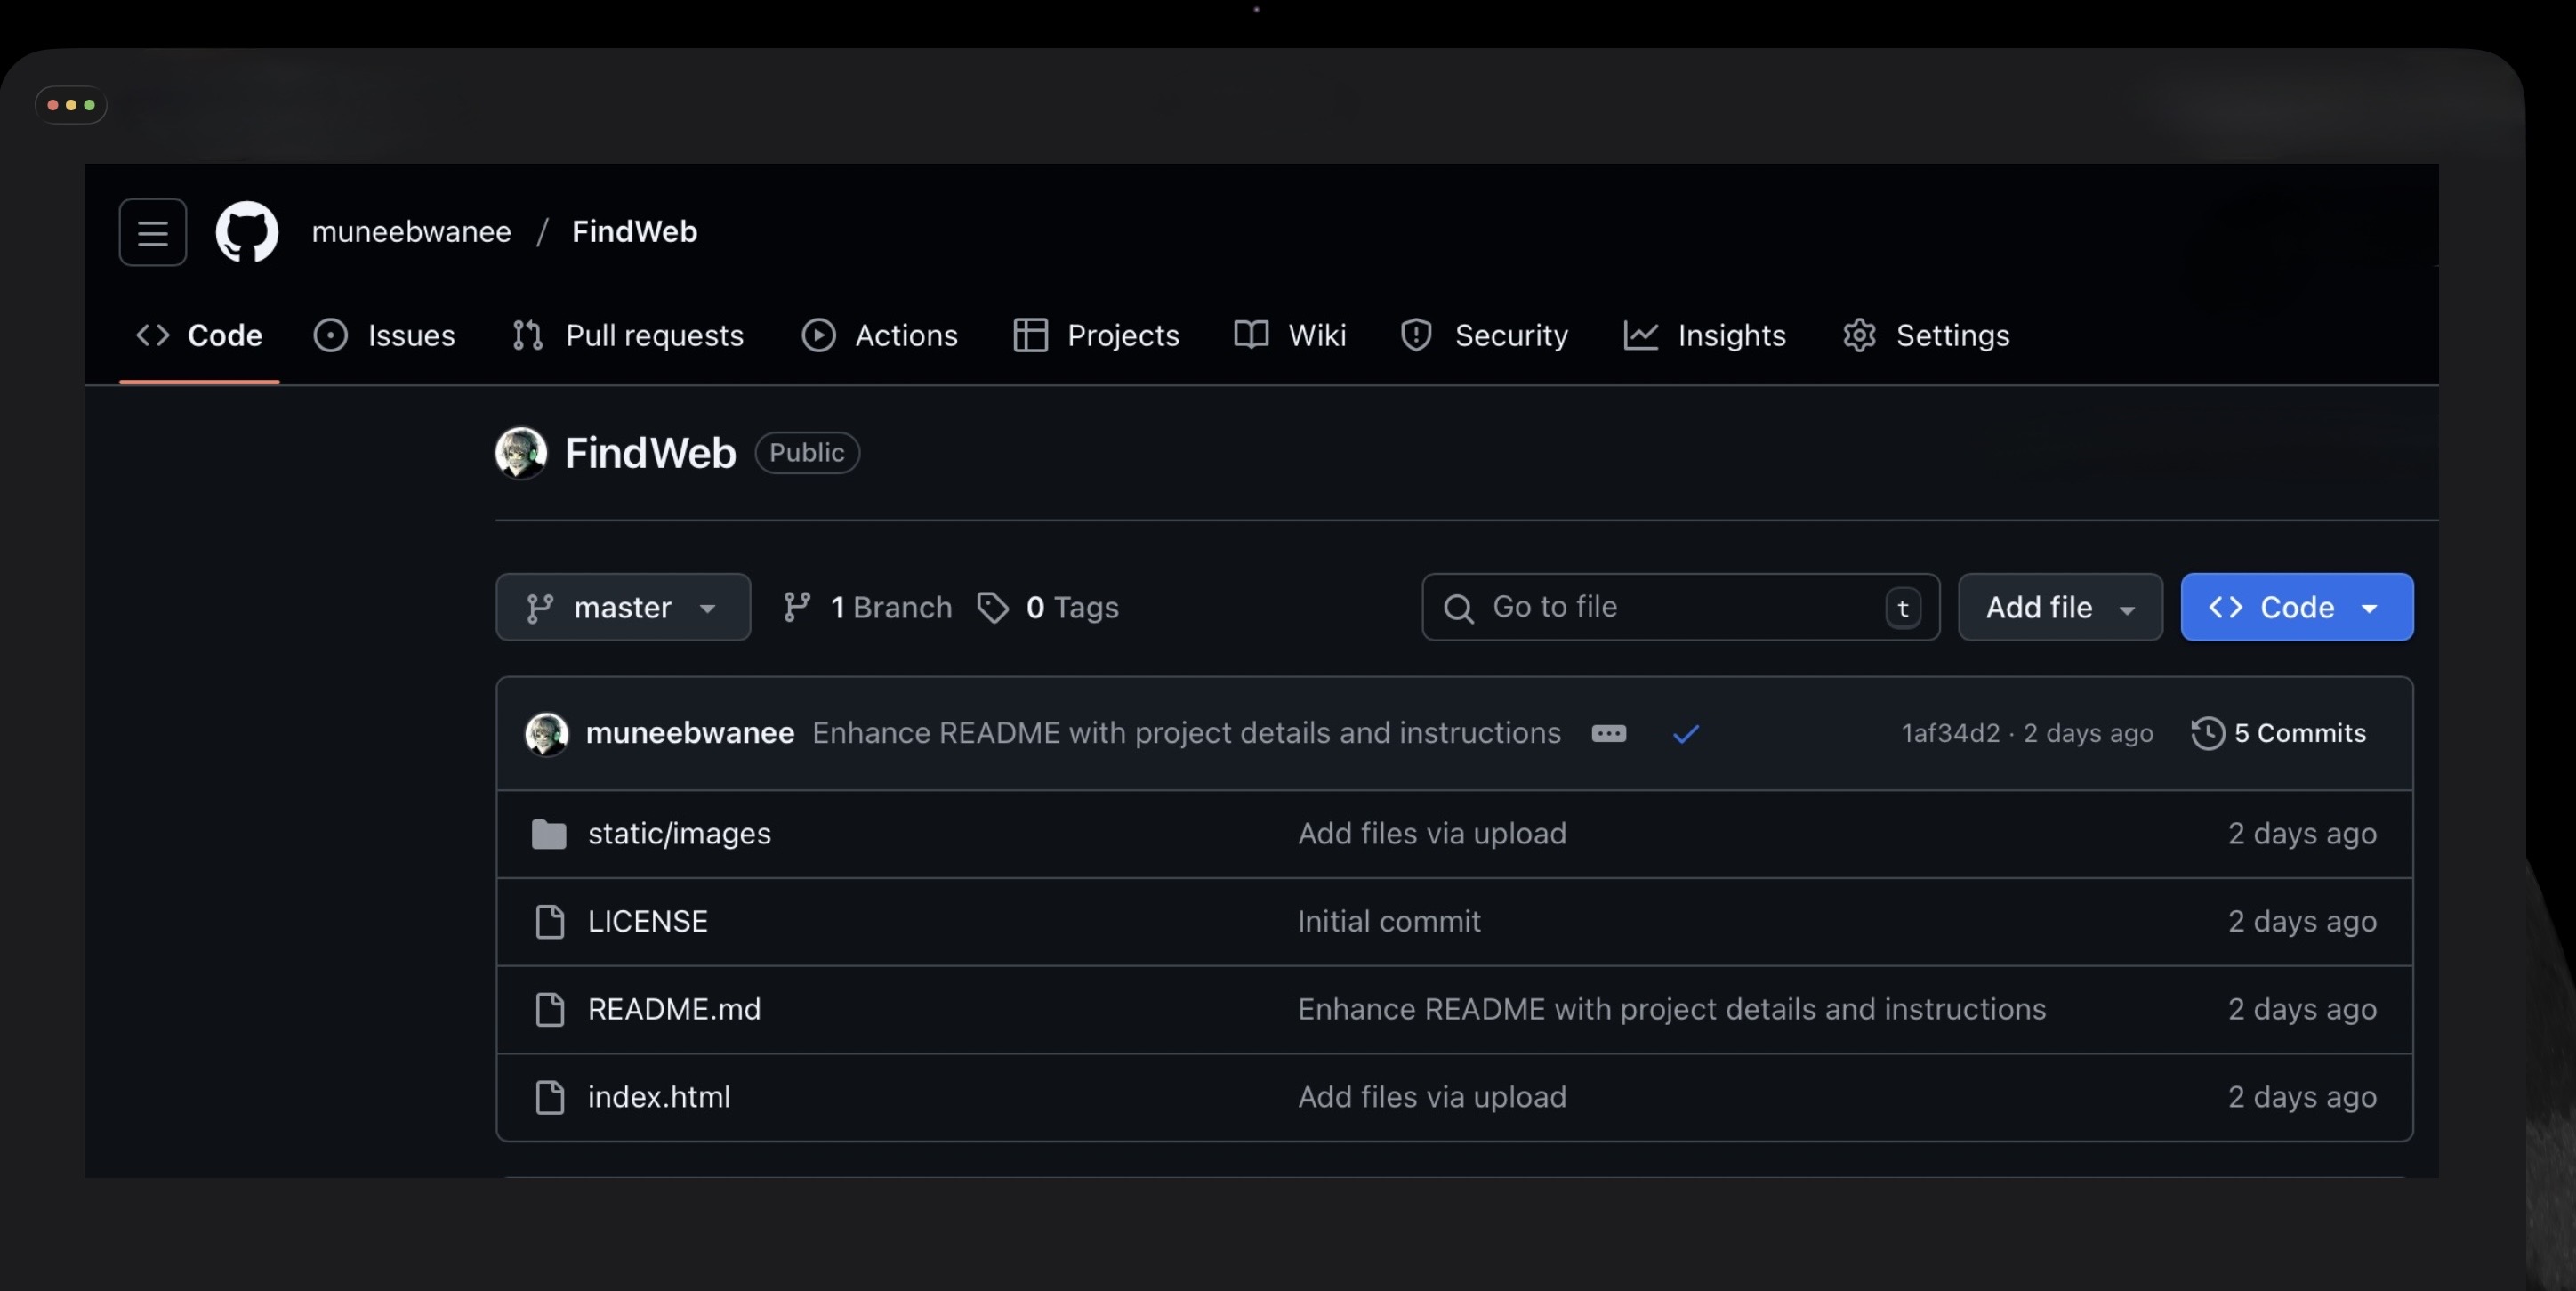 muneebwanee / FindWeb
Code Issues Pull requests Actions Projects Wiki Security Insights Settings
FindWeb Public
master 1 Branch 0 Tags Go to file t Add file Code
muneebwanee Enhance README with project details and instructions 1af34d2 · 2 days ago 5 Commits
static/images Add files via upload 2 days ago
LICENSE Initial commit 2 days ago
README.md Enhance README with project details and instructions 2 days ago
index.html Add files via upload 2 days ago